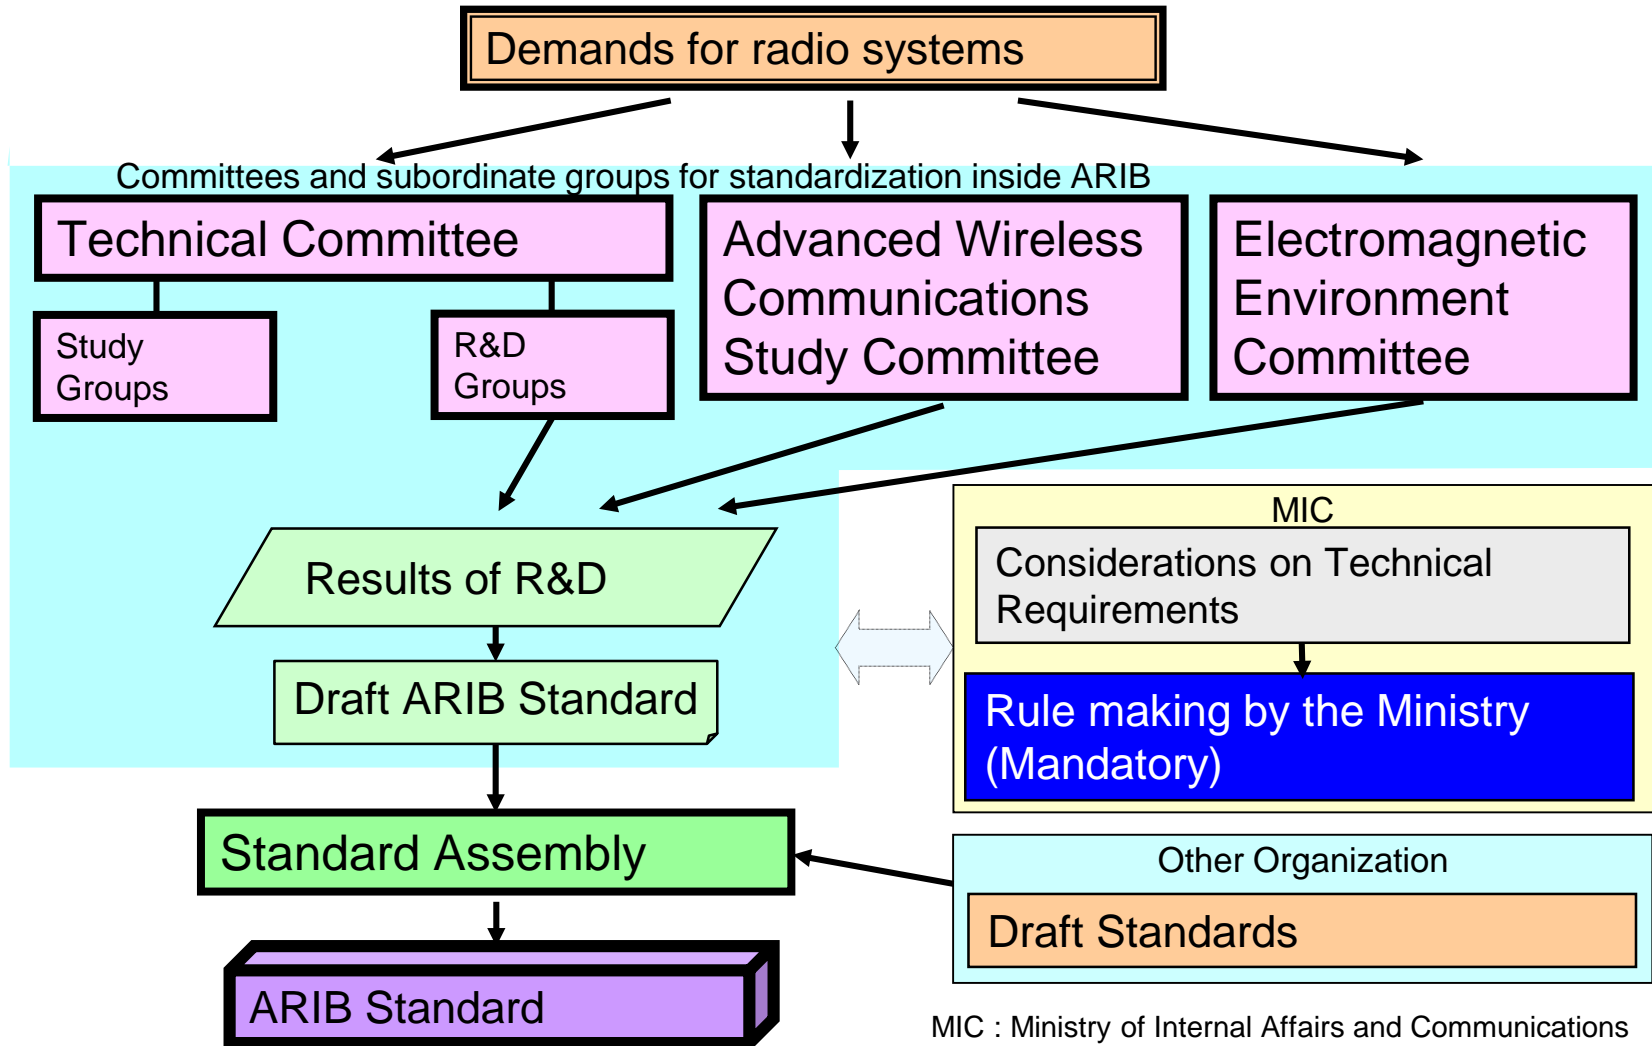 Demands for radio systems
Committees and subordinate groups for standardization inside ARIB
Technical Committee
Study
Groups
R&D
Groups
Advanced Wireless
Communications
Study Committee
Electromagnetic
Environment
Committee
Results of R&D
Draft ARIB Standard
MIC
Considerations on Technical
Requirements
Rule making by the Ministry
(Mandatory)
Standard Assembly
Other Organization
Draft Standards
ARIB Standard
MIC : Ministry of Internal Affairs and Communications